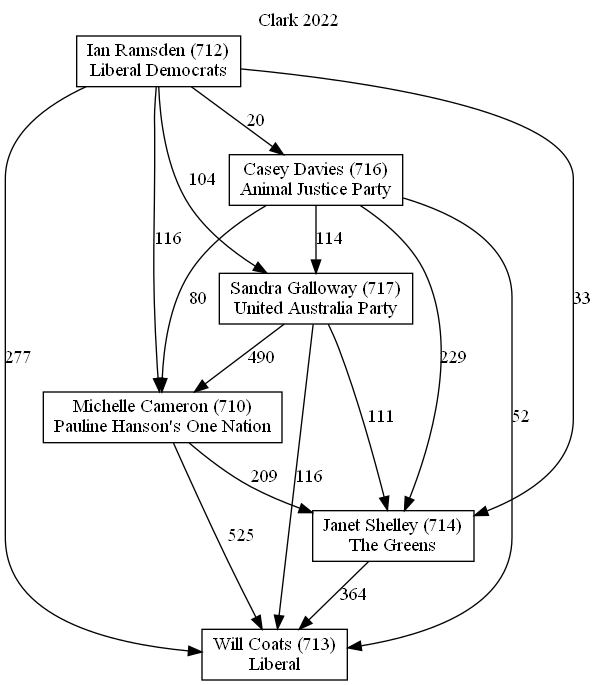 Clark 2022
Ian Ramsden (712)
Liberal Democrats
20
Casey Davies (716)
Animal Justice Party
104
116
114
Sandra Galloway (717)
United Australia Party
80
33
277
490
229
Michelle Cameron (710)
Pauline Hanson's One Nation
111
52
209
116
Janet Shelley (714)
The Greens
525
364
Will Coats (713)
Liberal